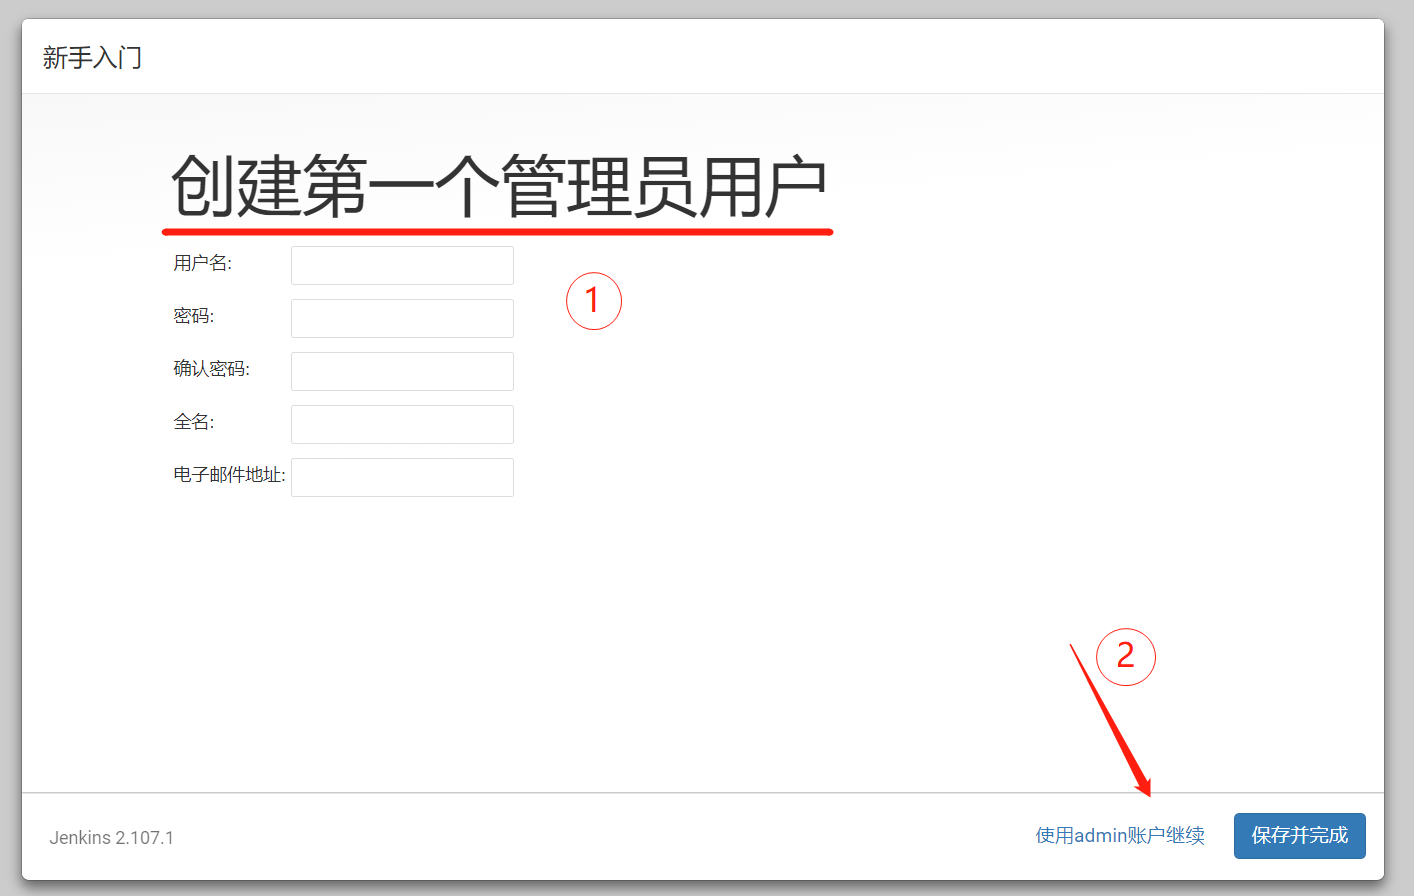 新手入门
创建第一个管理员用户
用户名:
1
密码:
确认密码:
全名:
电子邮件地址:
2
Jenkins 2.107.1
使用admin账户继续
保存并完成